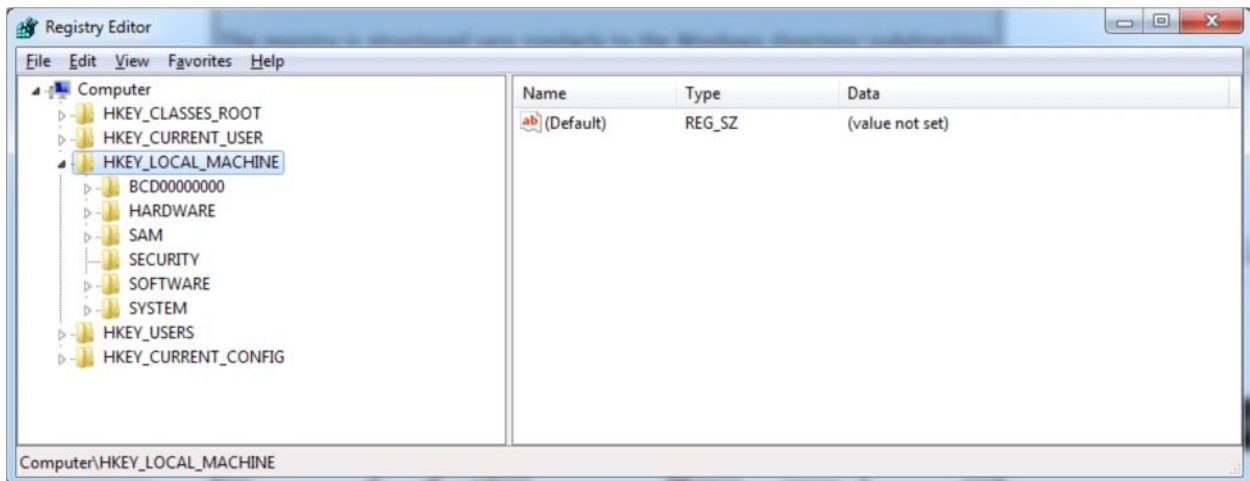 Registry Editor
File Edit View Favorites Help
Computer
HKEY_CLASSES_ROOT
HKEY_CURRENT_USER
HKEY_LOCAL_MACHINE
BCD00000000
HARDWARE
SAM
SECURITY
SOFTWARE
SYSTEM
HKEY_USERS
HKEY_CURRENT_CONFIG
Name Type Data
ab (Default) REG_SZ (value not set)
Computer\HKEY_LOCAL_MACHINE